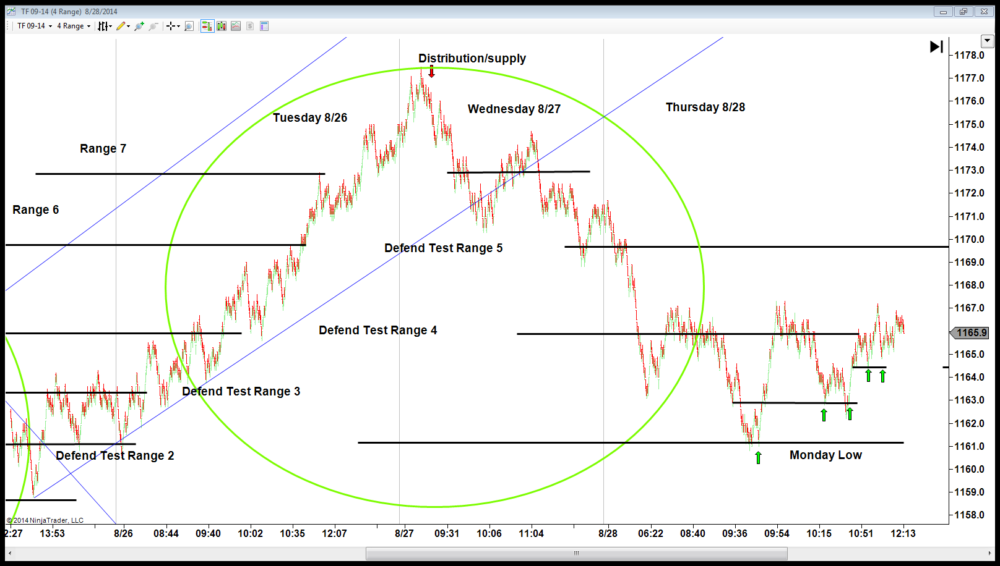 TF 09-14 (4 Range) 8/28/2014
TF 09-14 4 Range
Distribution/supply
Tuesday 8/26
Wednesday 8/27
Thursday 8/28
Range 7
Range 6
Defend Test Range 5
Defend Test Range 4
Defend Test Range 3
Defend Test Range 2
Monday Low
1178.0
1177.0
1176.0
1175.0
1174.0
1173.0
1172.0
1171.0
1170.0
1169.0
1168.0
1167.0
1165.9
1165.0
1164.0
1163.0
1162.0
1161.0
1160.0
1159.0
1158.0
© 2014 NinjaTrader, LLC
2:27 13:53 8/26 08:44 09:40 10:02 10:35 12:07 8/27 09:31 10:06 11:04 8/28 06:22 08:40 09:36 09:54 10:15 10:51 12:13